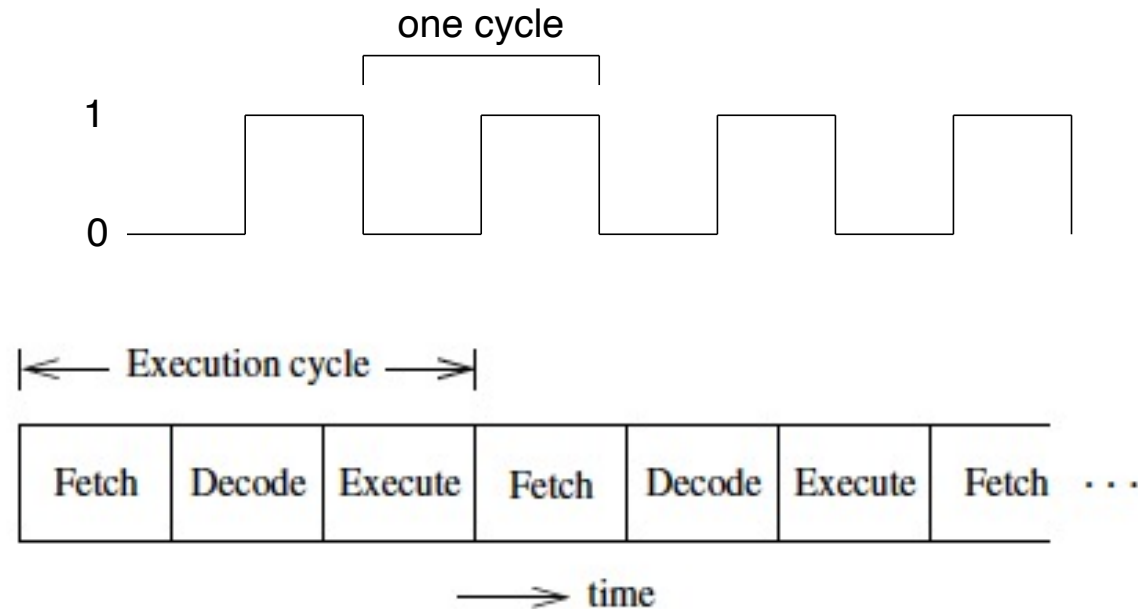 one cycle
1
0
Execution cycle
Fetch Decode Execute Fetch Decode Execute Fetch . . .
time